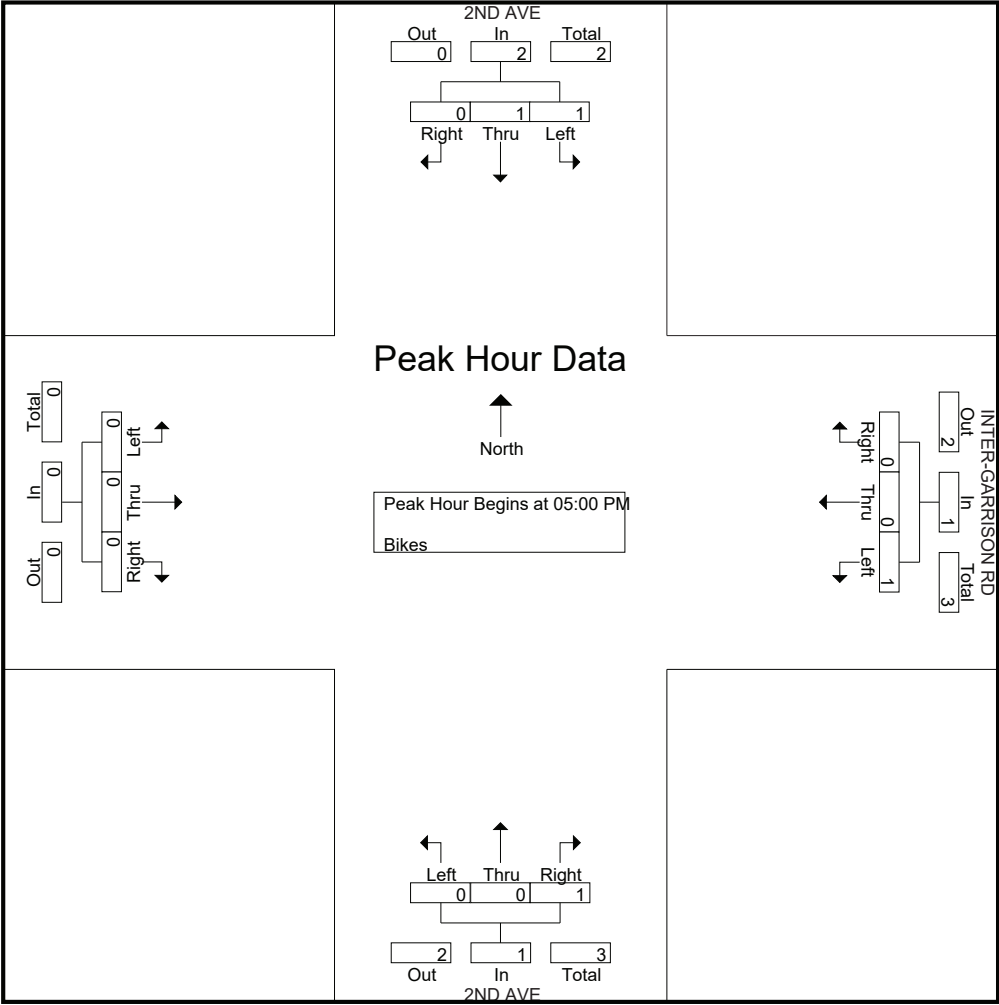 2ND AVE
Out In Total
0 2 2
0 1 1
Right Thru Left
Peak Hour Data
North
Peak Hour Begins at 05:00 PM
Bikes
Total In Out
0 0 0
0 0 0
Left Thru Right
Right Thru Left
0 0 1
2 1 3
Out In Total
INTER-GARRISON RD
Left Thru Right
0 0 1
2 1 3
Out In Total
2ND AVE